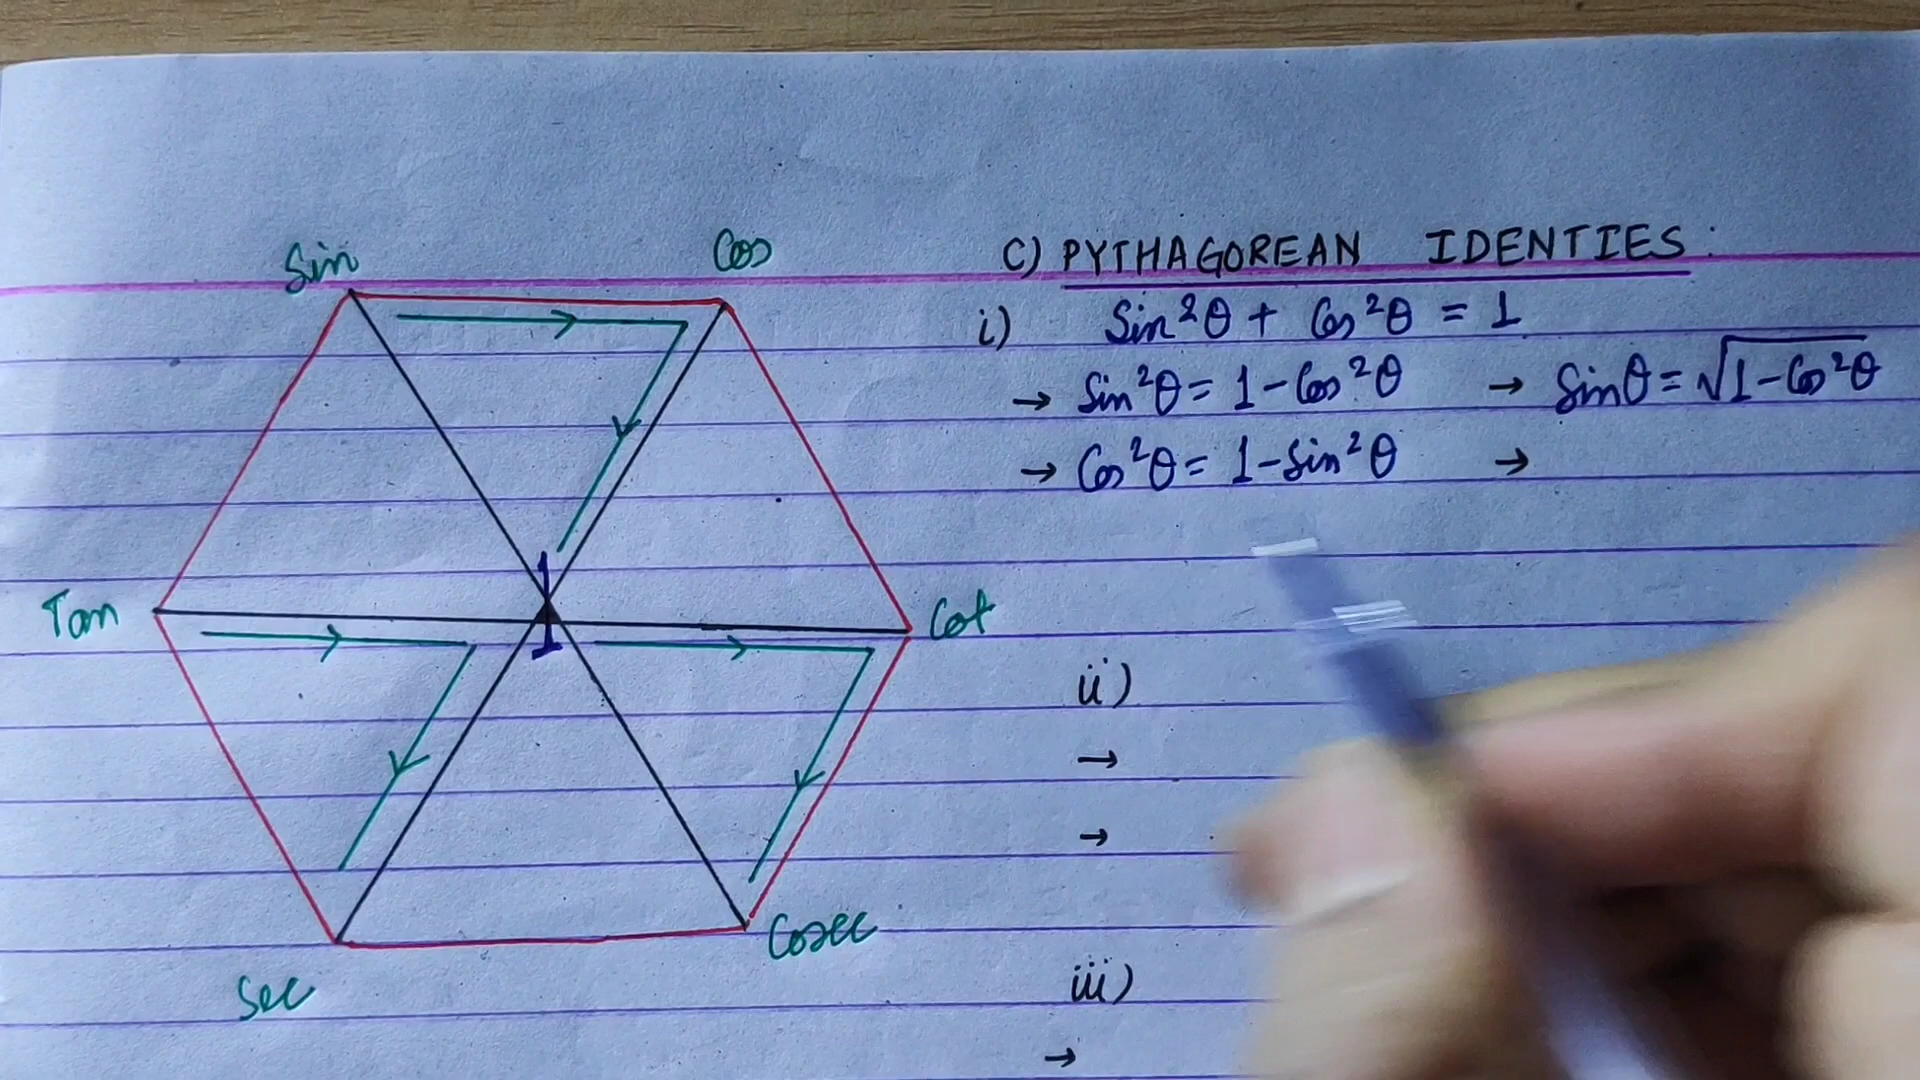 Sin Cos
C) PYTHAGOREAN IDENTIES :
i) Sin²θ + Cos²θ = 1
→ Sin²θ = 1 - Cos²θ → Sinθ = √1 - Cos²θ
→ Cos²θ = 1 - Sin²θ →
1
Tan Cot
ii)
→
→
Cosec
Sec
iii)
→